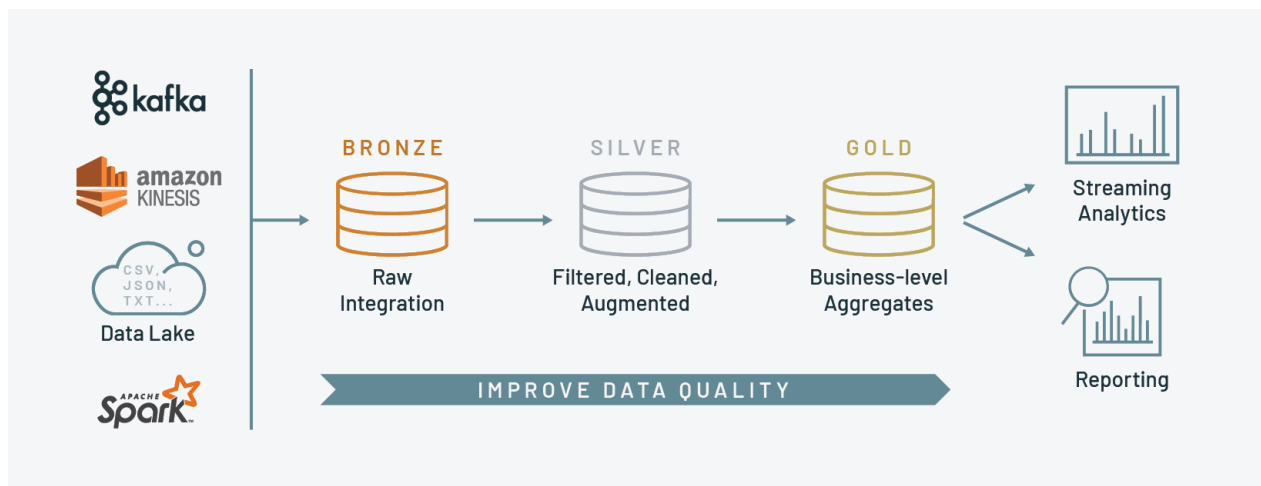 kafka
amazon
KINESIS
CSV,
JSON,
TXT...
Data Lake
APACHE
Spark™
BRONZE
Raw
Integration
SILVER
Filtered, Cleaned,
Augmented
GOLD
Business-level
Aggregates
IMPROVE DATA QUALITY
Streaming
Analytics
Reporting